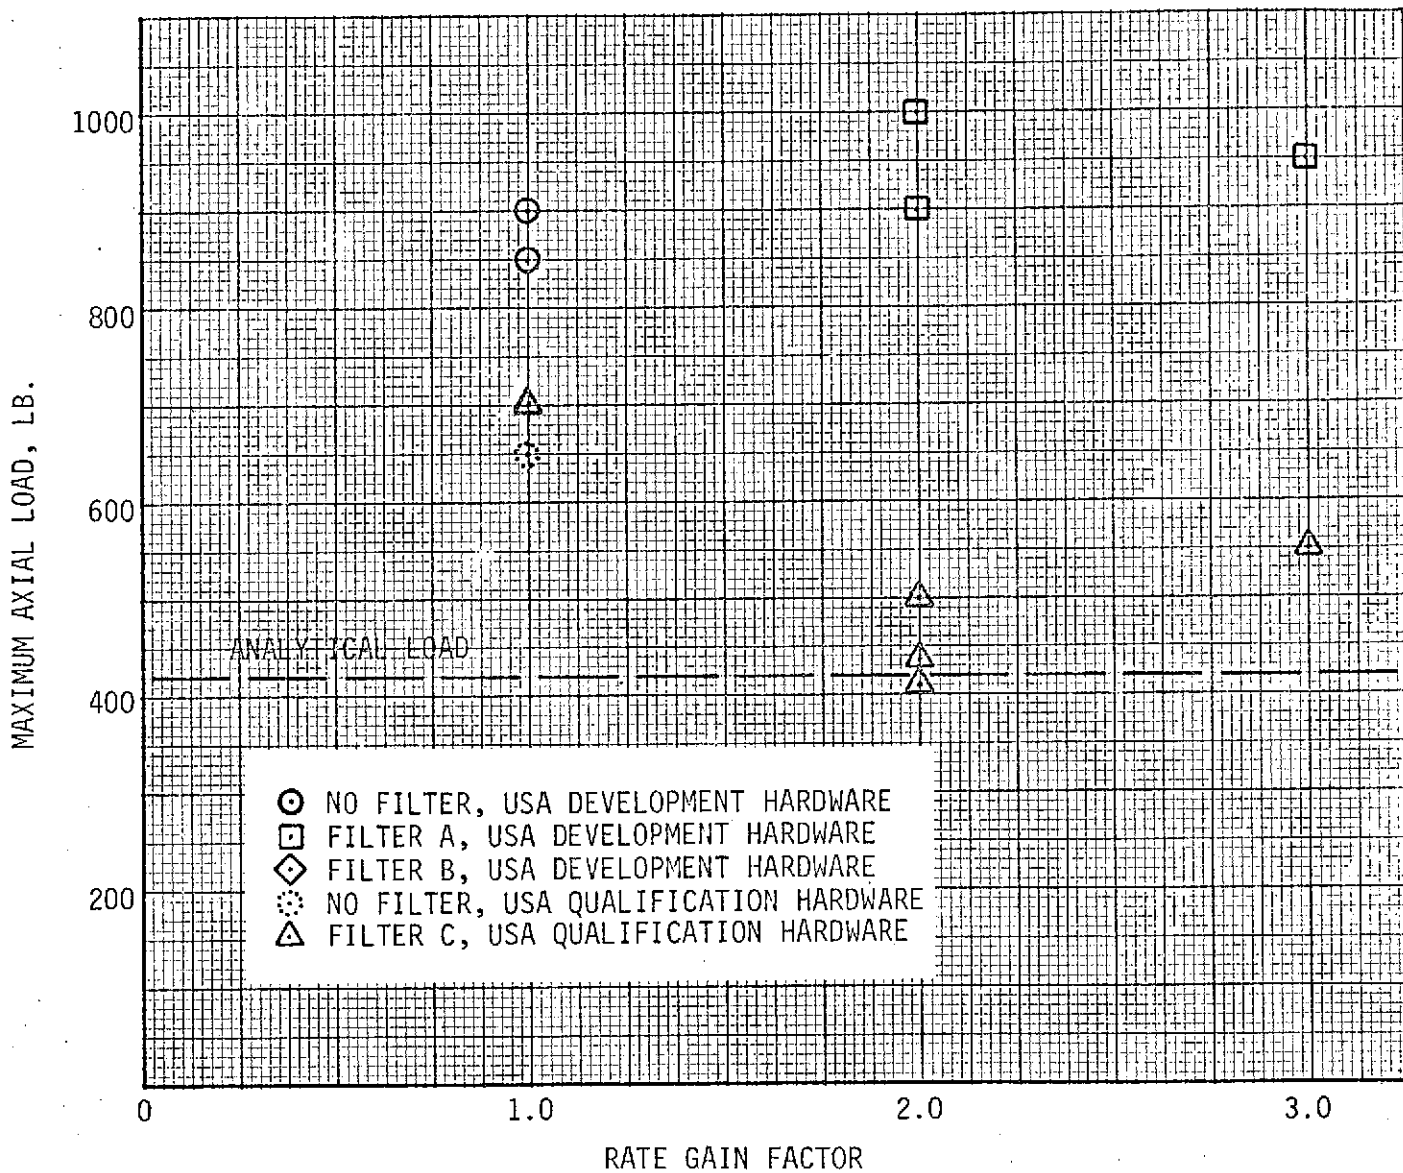 1000
800
600
400
200
0
1.0
2.0
3.0
MAXIMUM AXIAL LOAD, LB.
ANALYTICAL LOAD
NO FILTER, USA DEVELOPMENT HARDWARE
FILTER A, USA DEVELOPMENT HARDWARE
FILTER B, USA DEVELOPMENT HARDWARE
NO FILTER, USA QUALIFICATION HARDWARE
FILTER C, USA QUALIFICATION HARDWARE
RATE GAIN FACTOR